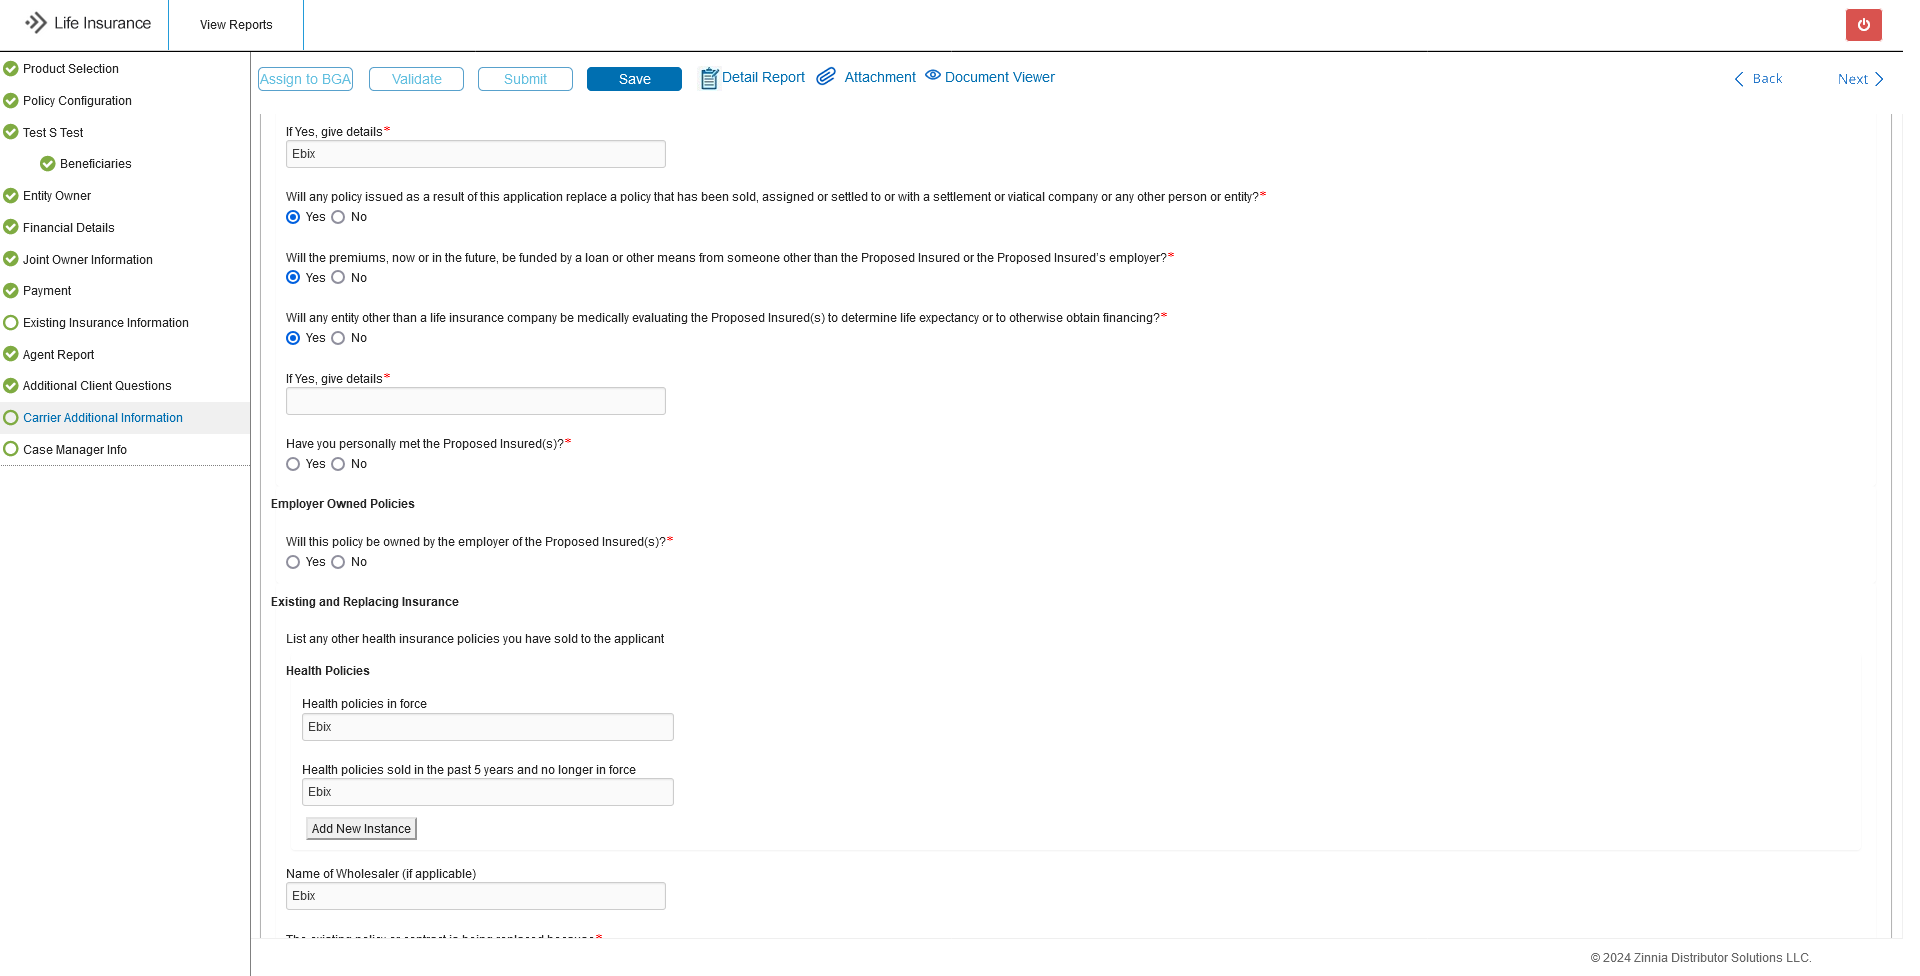 Life Insurance
View Reports
Product Selection
Policy Configuration
Test S Test
Beneficiaries
Entity Owner
Financial Details
Joint Owner Information
Payment
Existing Insurance Information
Agent Report
Additional Client Questions
Carrier Additional Information
Case Manager Info
Assign to BGA
Validate
Submit
Save
Detail Report
Attachment
Document Viewer
Back
Next
If Yes, give details*
Ebix
Will any policy issued as a result of this application replace a policy that has been sold, assigned or settled to or with a settlement or viatical company or any other person or entity?*
Yes No
Will the premiums, now or in the future, be funded by a loan or other means from someone other than the Proposed Insured or the Proposed Insured's employer?*
Yes No
Will any entity other than a life insurance company be medically evaluating the Proposed Insured(s) to determine life expectancy or to otherwise obtain financing?*
Yes No
If Yes, give details*
Have you personally met the Proposed Insured(s)?*
Yes No
Employer Owned Policies
Will this policy be owned by the employer of the Proposed Insured(s)?*
Yes No
Existing and Replacing Insurance
List any other health insurance policies you have sold to the applicant
Health Policies
Health policies in force
Ebix
Health policies sold in the past 5 years and no longer in force
Ebix
Add New Instance
Name of Wholesaler (if applicable)
Ebix
The existing policy or contract is being replaced because*
© 2024 Zinnia Distributor Solutions LLC.